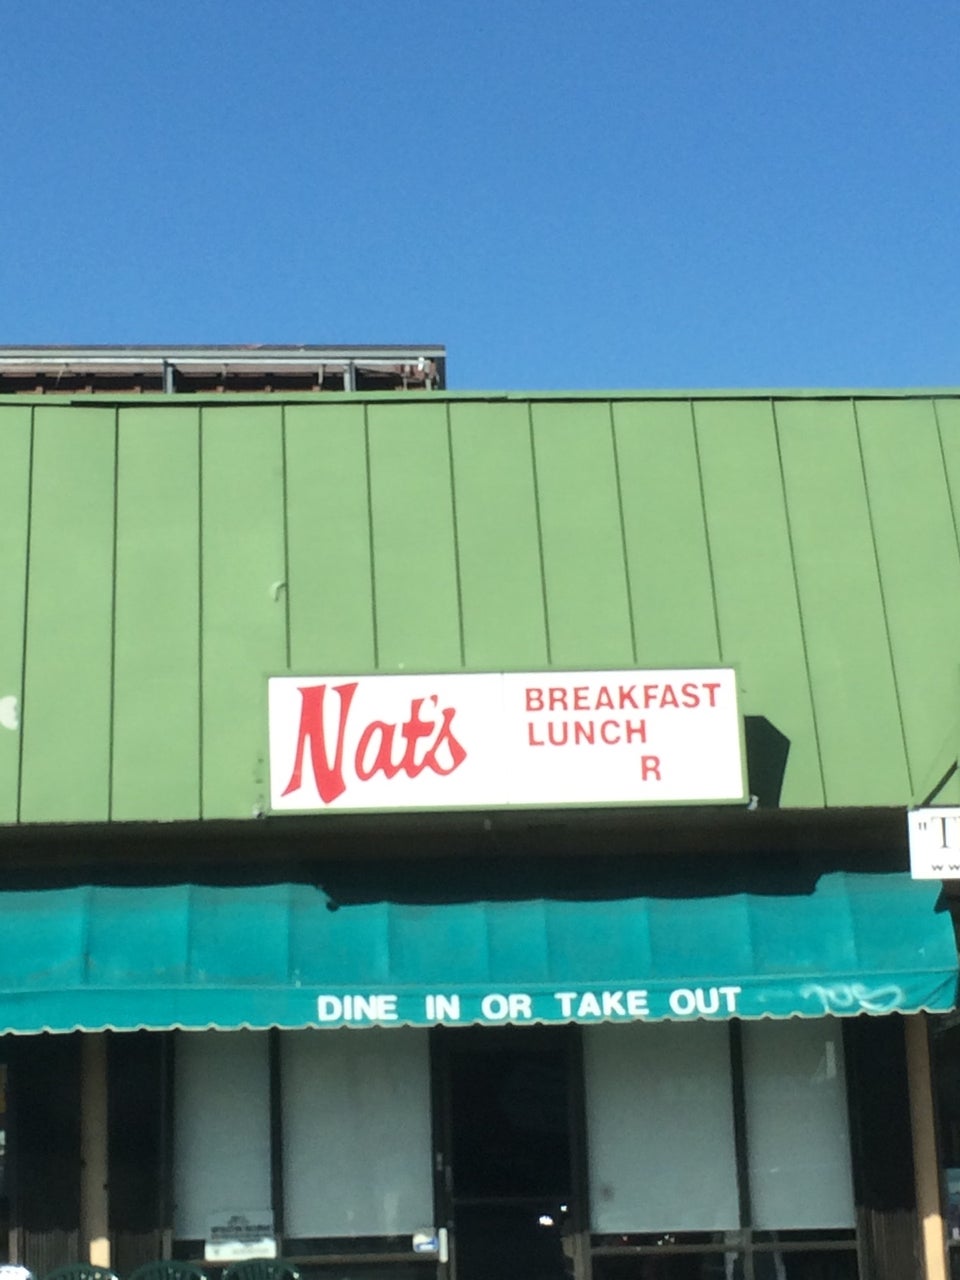 Nat's
BREAKFAST
LUNCH
R
"T
DINE IN OR TAKE OUT